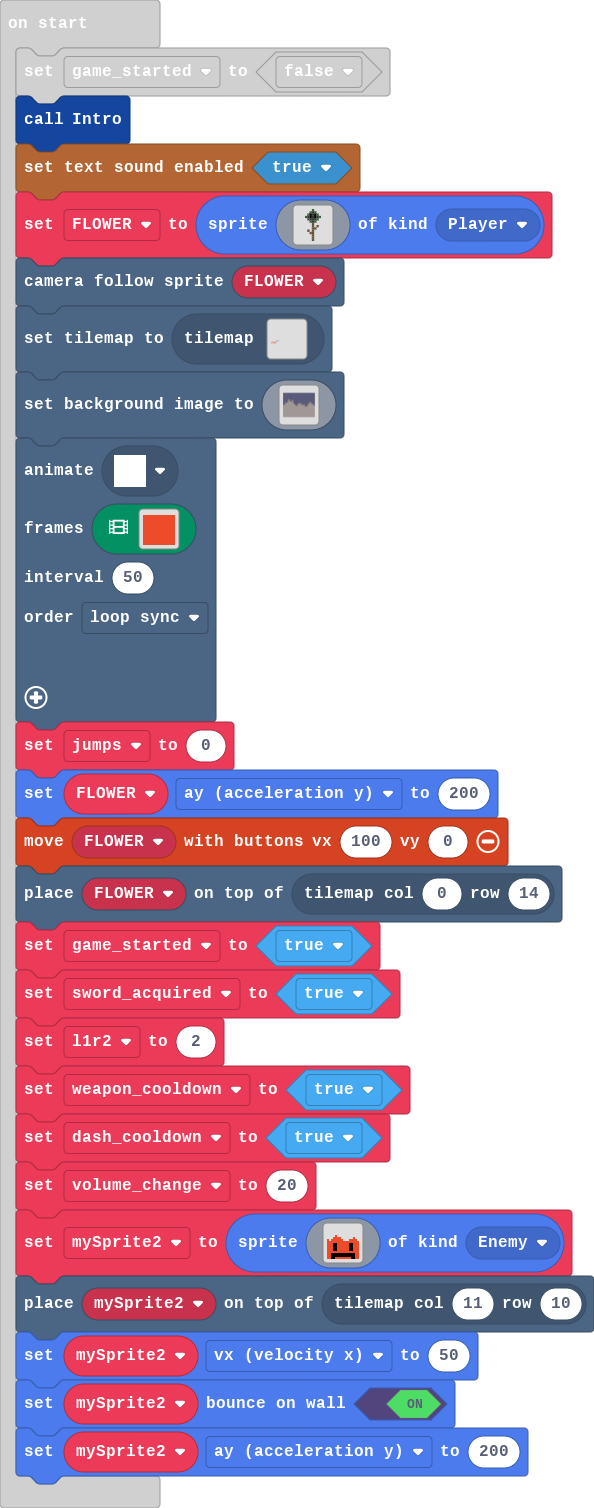 on start
set game_started to false
call Intro
set text sound enabled true
set FLOWER to sprite of kind Player
camera follow sprite FLOWER
set tilemap to tilemap
set background image to
animate
frames
interval 50
order loop sync
set jumps to 0
set FLOWER ay (acceleration y) to 200
move FLOWER with buttons vx 100 vy 0
place FLOWER on top of tilemap col 0 row 14
set game_started to true
set sword_acquired to true
set l1r2 to 2
set weapon_cooldown to true
set dash_cooldown to true
set volume_change to 20
set mySprite2 to sprite of kind Enemy
place mySprite2 on top of tilemap col 11 row 10
set mySprite2 vx (velocity x) to 50
set mySprite2 bounce on wall ON
set mySprite2 ay (acceleration y) to 200